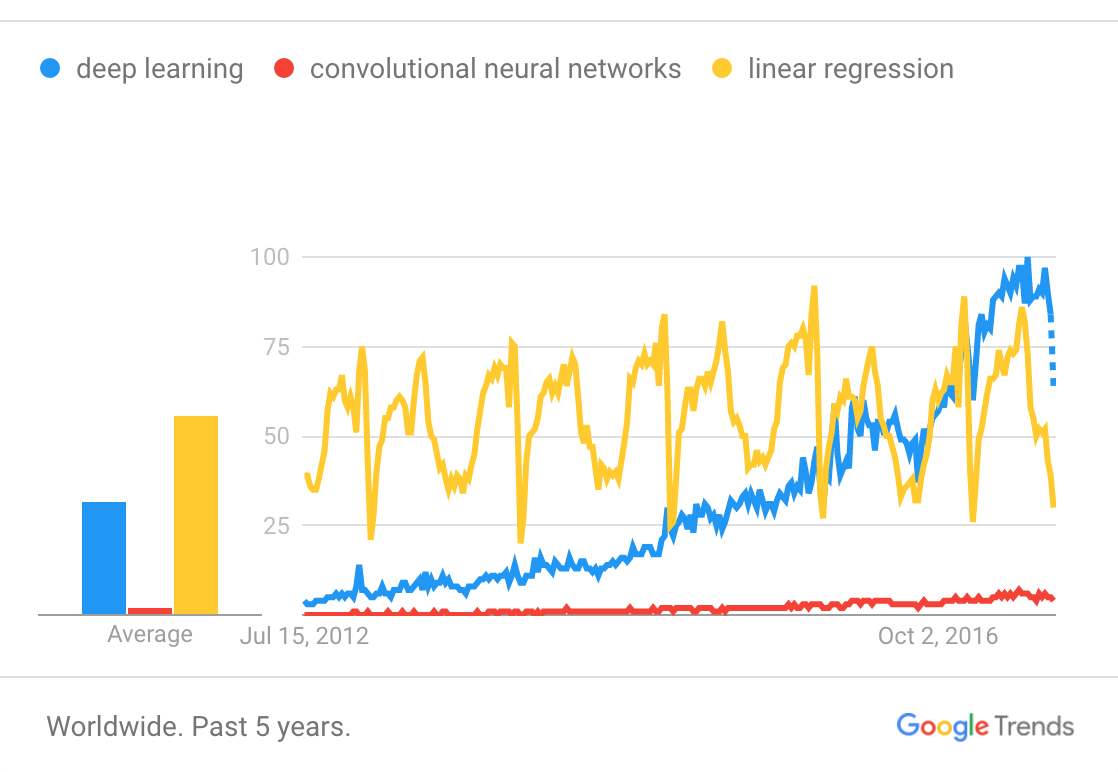 deep learning convolutional neural networks linear regression
100
75
50
25
Average Jul 15, 2012 Oct 2, 2016
Worldwide. Past 5 years. Google Trends